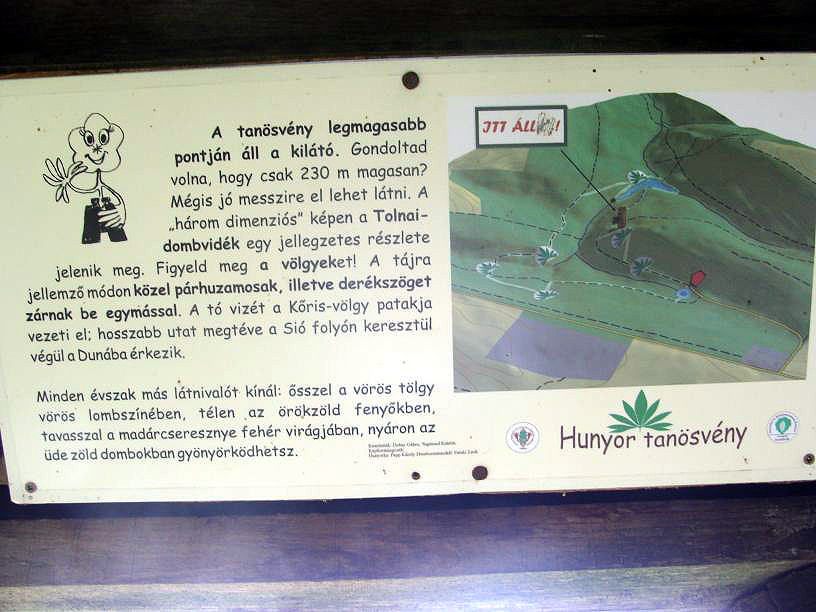 A tanösvény legmagasabb
pontján áll a kilátó. Gondoltad
volna, hogy csak 230 m magasan?
Mégis jó messzire el lehet látni. A
„három dimenziós” képen a Tolnai-
dombvidék egy jellegzetes részlete
jelenik meg. Figyeld meg a völgyeket! A tájra
jellemző módon közel párhuzamosak, illetve derékszöget
zárnak be egymással. A tó vizét a Kőris-völgy patakja
vezeti el; hosszabb utat megtéve a Sió folyón keresztül
végül a Dunába érkezik.
Minden évszak más látnivalót kínál: ősszel a vörös tölgy
vörös lombszínében, télen az örökzöld fenyőkben,
tavasszal a madárcseresznye fehér virágjában, nyáron az
üde zöld dombokban gyönyörködhetsz.
ITT ÁLL !
Hunyor tanösvény